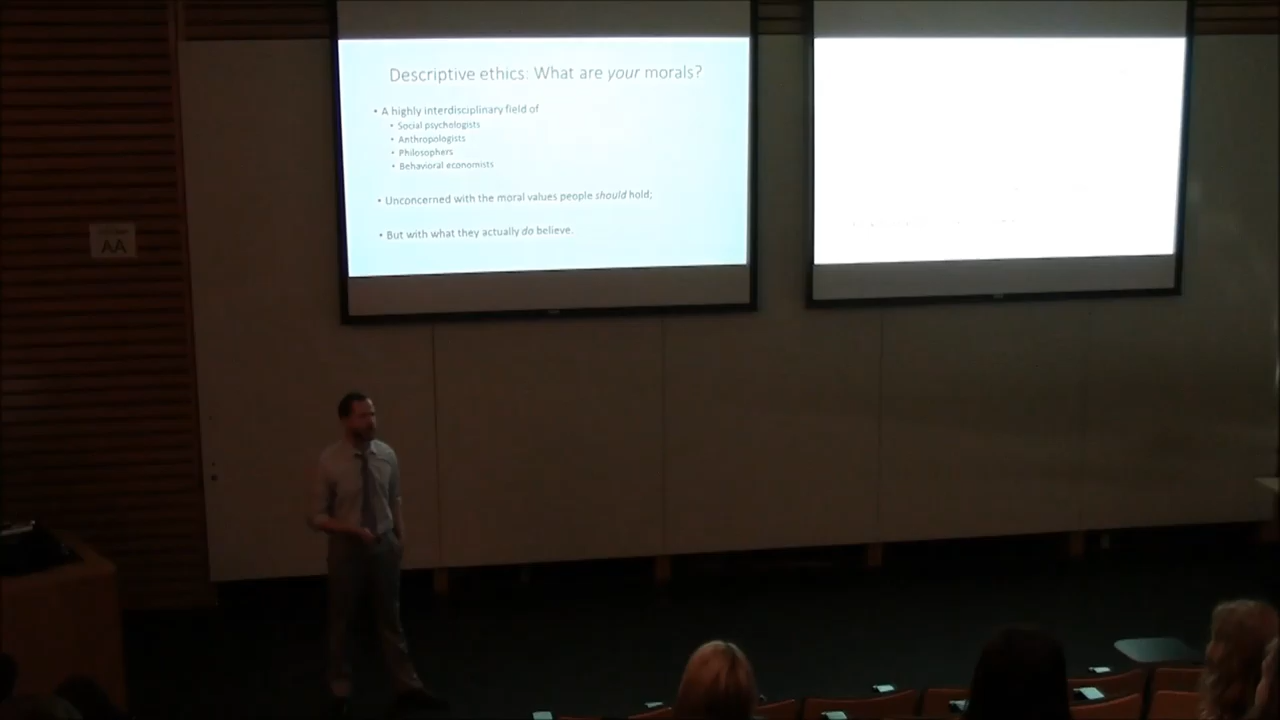 Descriptive ethics: What are your morals?
• A highly interdisciplinary field of
• Social psychologists
• Anthropologists
• Philosophers
• Behavioral economists
• Unconcerned with the moral values people should hold;
• But with what they actually do believe.
AA